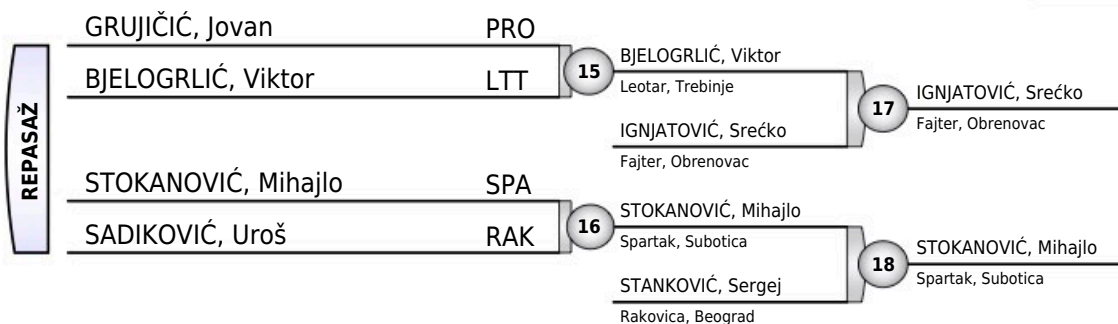 REPASAŽ
GRUJIČIĆ, Jovan PRO
BJELOGRLIĆ, Viktor LTT
15
BJELOGRLIĆ, Viktor
Leotar, Trebinje
IGNJATOVIĆ, Srećko
Fajter, Obrenovac
17
IGNJATOVIĆ, Srećko
Fajter, Obrenovac
STOKANOVIĆ, Mihajlo SPA
SADIKOVIĆ, Uroš RAK
16
STOKANOVIĆ, Mihajlo
Spartak, Subotica
STANKOVIĆ, Sergej
Rakovica, Beograd
18
STOKANOVIĆ, Mihajlo
Spartak, Subotica